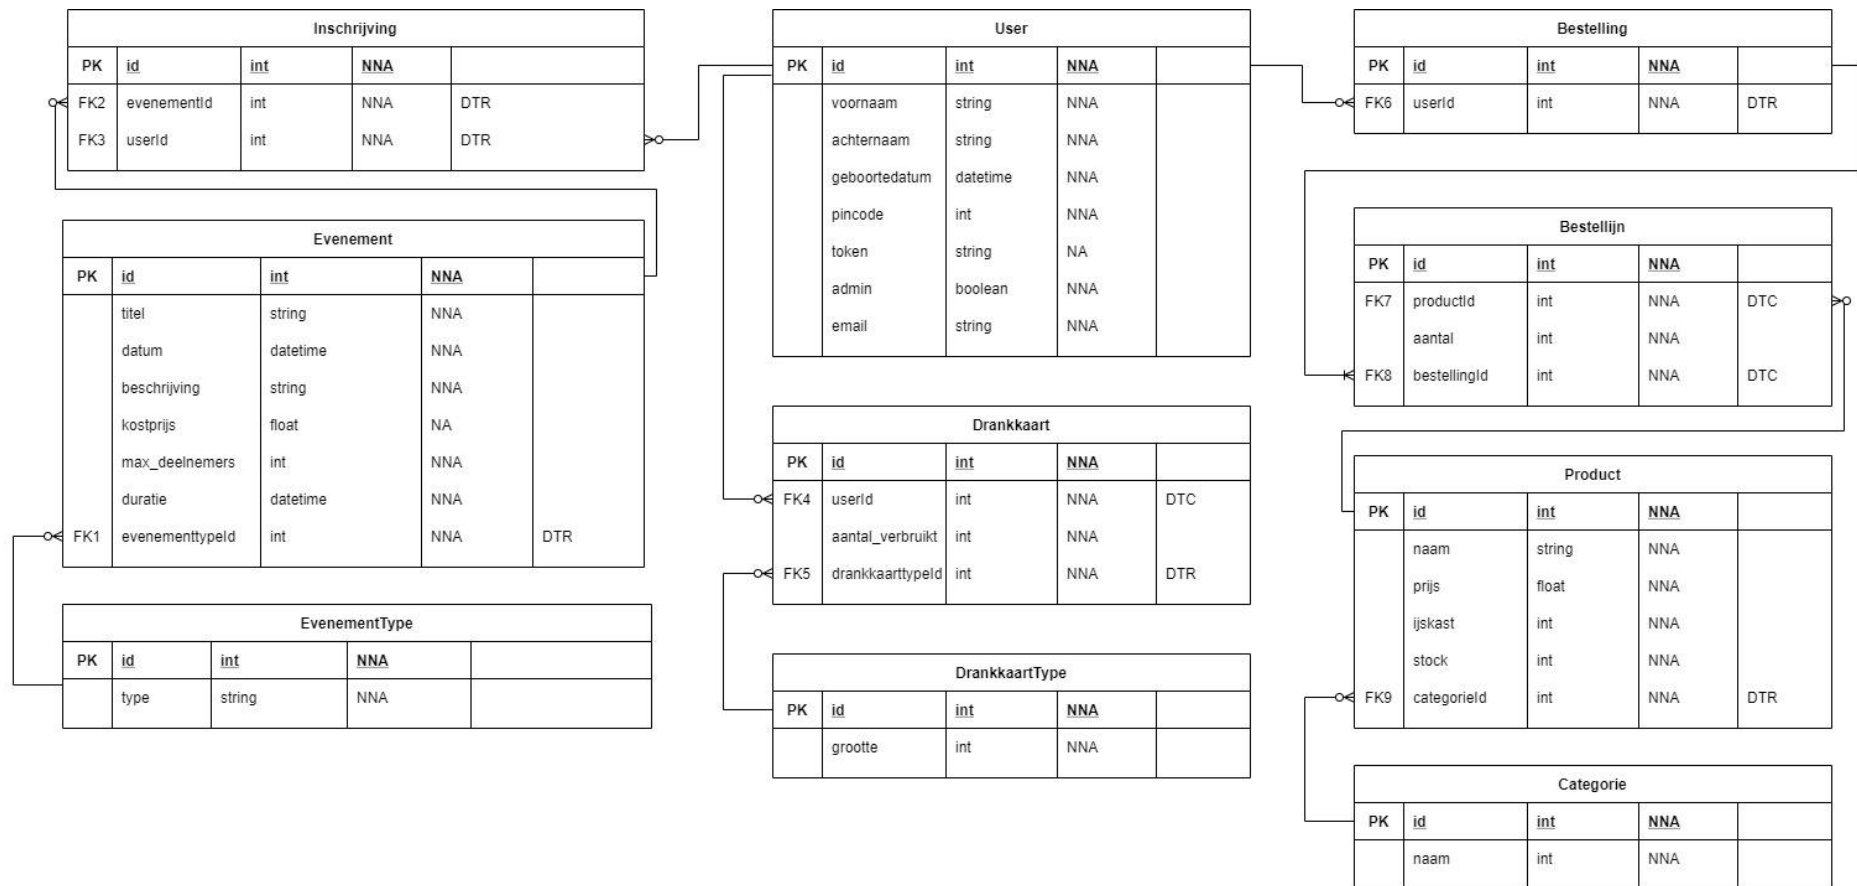 Inschrijving
PK id int NNA
FK2 evenementId int NNA DTR
FK3 userId int NNA DTR
Evenement
PK id int NNA
titel string NNA
datum datetime NNA
beschrijving string NNA
kostprijs float NA
max_deelnemers int NNA
duratie datetime NNA
FK1 evenementtypeId int NNA DTR
EvenementType
PK id int NNA
type string NNA
User
PK id int NNA
voornaam string NNA
achternaam string NNA
geboortedatum datetime NNA
pincode int NNA
token string NA
admin boolean NNA
email string NNA
Drankkaart
PK id int NNA
FK4 userId int NNA DTC
aantal_verbruikt int NNA
FK5 drankkaarttypeId int NNA DTR
DrankkaartType
PK id int NNA
grootte int NNA
Bestelling
PK id int NNA
FK6 userId int NNA DTR
Bestellijn
PK id int NNA
FK7 productId int NNA DTC
aantal int NNA
FK8 bestellingId int NNA DTC
Product
PK id int NNA
naam string NNA
prijs float NNA
ijskast int NNA
stock int NNA
FK9 categorieId int NNA DTR
Categorie
PK id int NNA
naam int NNA